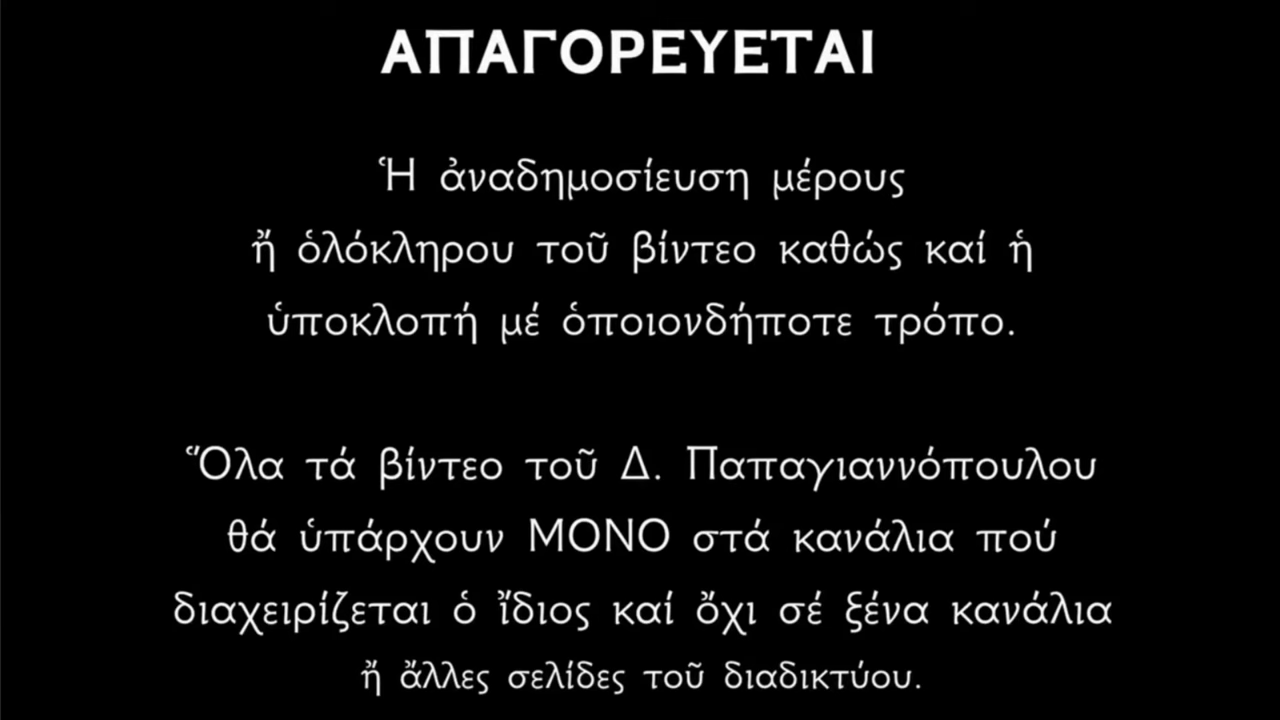 ΑΠΑΓΟΡΕΥΕΤΑΙ
Ἡ ἀναδημοσίευση μέρους
ἤ ὁλόκληρου τοῦ βίντεο καθώς καί ἡ
ὑποκλοπή μέ ὁποιονδήποτε τρόπο.
Ὅλα τά βίντεο τοῦ Δ. Παπαγιαννόπουλου
θά ὑπάρχουν ΜΟΝΟ στά κανάλια πού
διαχειρίζεται ὁ ἴδιος καί ὄχι σέ ξένα κανάλια
ἤ ἄλλες σελίδες τοῦ διαδικτύου.